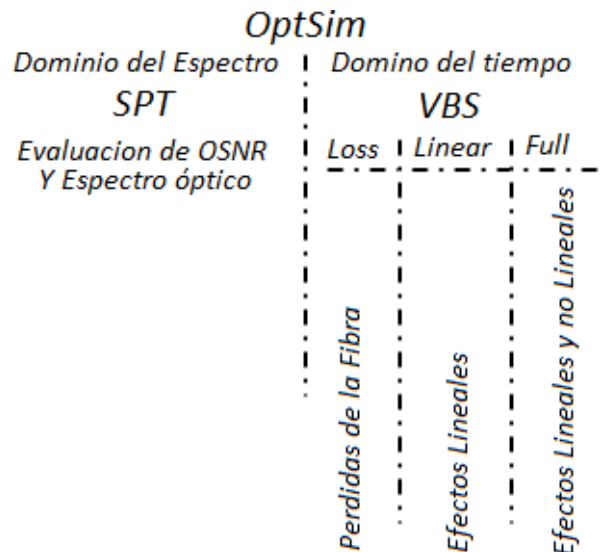 OptSim
Dominio del Espectro
Domino del tiempo
SPT
VBS
Evaluacion de OSNR
Y Espectro óptico
Loss
Linear
Full
Perdidas de la Fibra
Efectos Lineales
Efectos Lineales y no Lineales